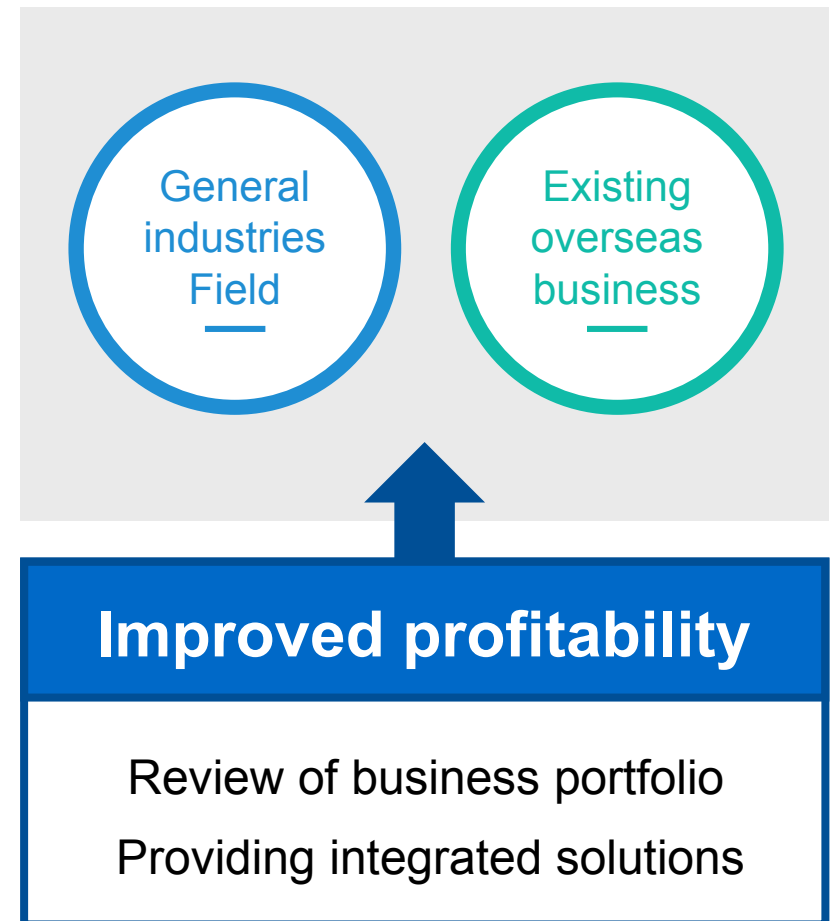 General
industries
Field
Existing
overseas
business
Improved profitability
Review of business portfolio
Providing integrated solutions